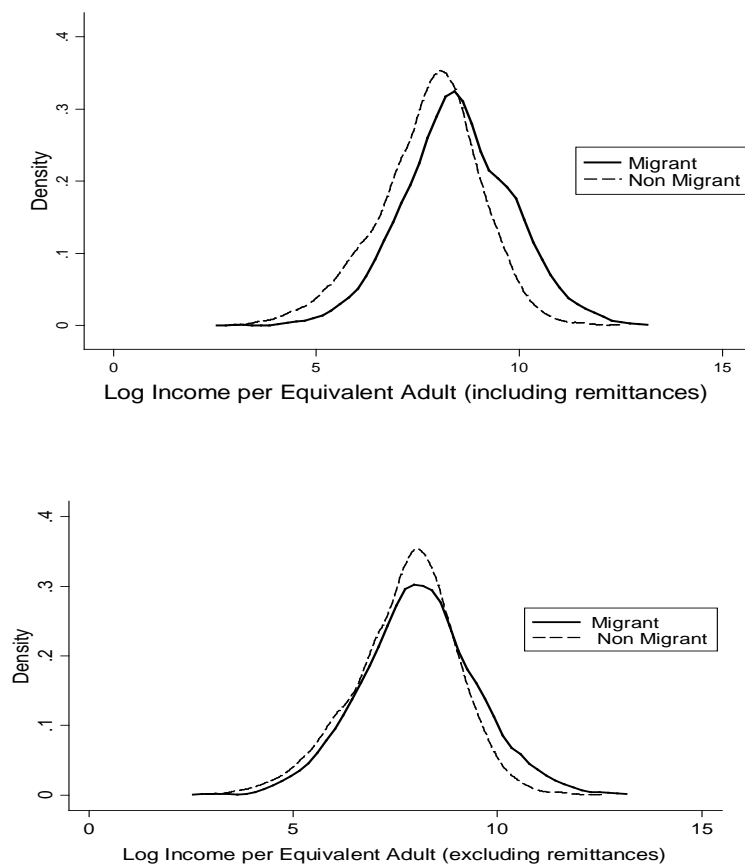 .4
.3
.2
.1
0
Density
Migrant
Non Migrant
0 5 10 15
Log Income per Equivalent Adult (including remittances)
.4
.3
.2
.1
0
Density
Migrant
Non Migrant
0 5 10 15
Log Income per Equivalent Adult (excluding remittances)